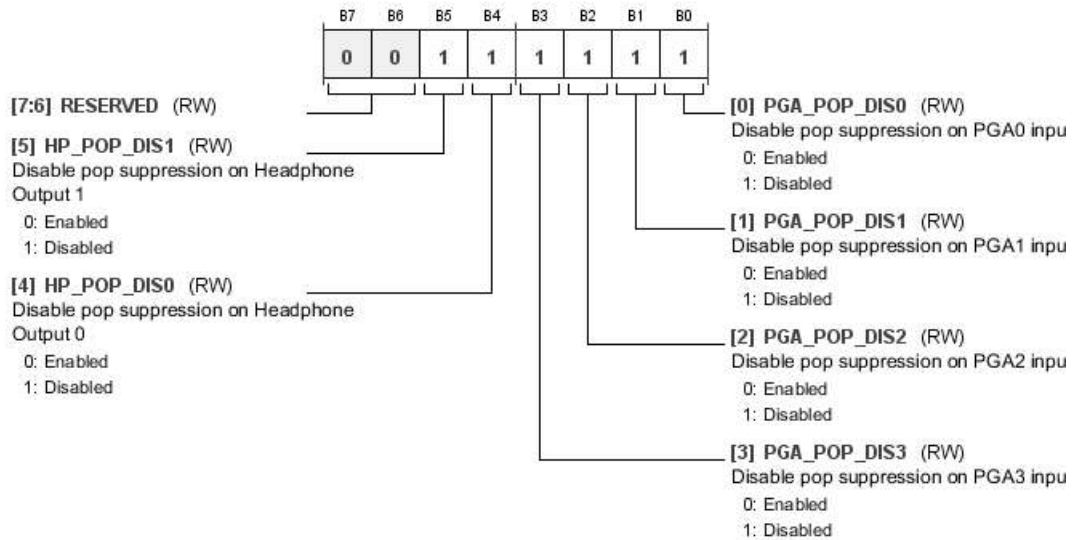 B7 B6 B5 B4 B3 B2 B1 B0
0 0 1 1 1 1 1 1
[7:6] RESERVED (RW)
[5] HP_POP_DIS1 (RW)
Disable pop suppression on Headphone
Output 1
0: Enabled
1: Disabled
[4] HP_POP_DIS0 (RW)
Disable pop suppression on Headphone
Output 0
0: Enabled
1: Disabled
[0] PGA_POP_DIS0 (RW)
Disable pop suppression on PGA0 inpu
0: Enabled
1: Disabled
[1] PGA_POP_DIS1 (RW)
Disable pop suppression on PGA1 inpu
0: Enabled
1: Disabled
[2] PGA_POP_DIS2 (RW)
Disable pop suppression on PGA2 inpu
0: Enabled
1: Disabled
[3] PGA_POP_DIS3 (RW)
Disable pop suppression on PGA3 inpu
0: Enabled
1: Disabled